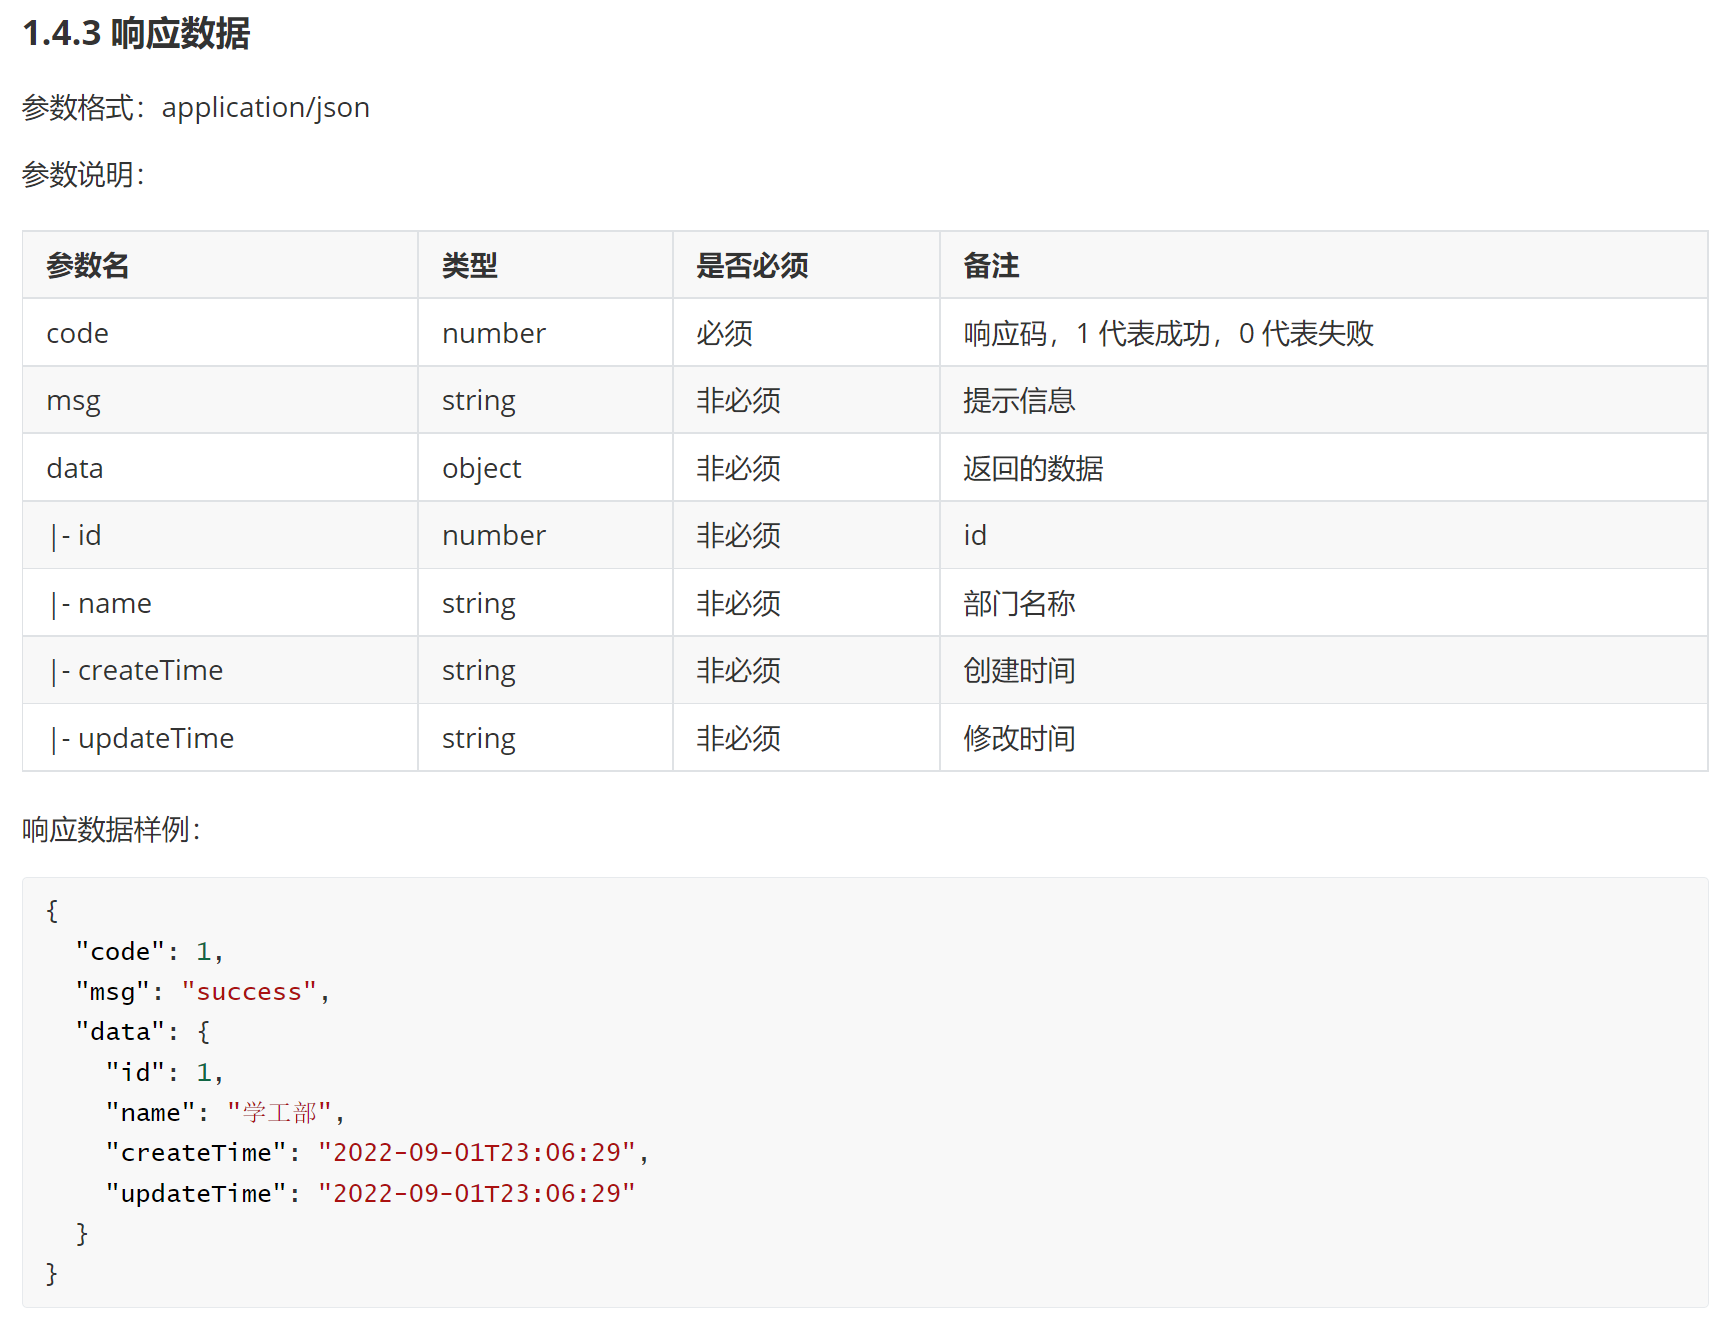 1.4.3 响应数据
参数格式：application/json
参数说明：
参数名 类型 是否必须 备注
code number 必须 响应码，1 代表成功，0 代表失败
msg string 非必须 提示信息
data object 非必须 返回的数据
|- id number 非必须 id
|- name string 非必须 部门名称
|- createTime string 非必须 创建时间
|- updateTime string 非必须 修改时间
响应数据样例：
{
  "code": 1,
  "msg": "success",
  "data": {
    "id": 1,
    "name": "学工部",
    "createTime": "2022-09-01T23:06:29",
    "updateTime": "2022-09-01T23:06:29"
  }
}